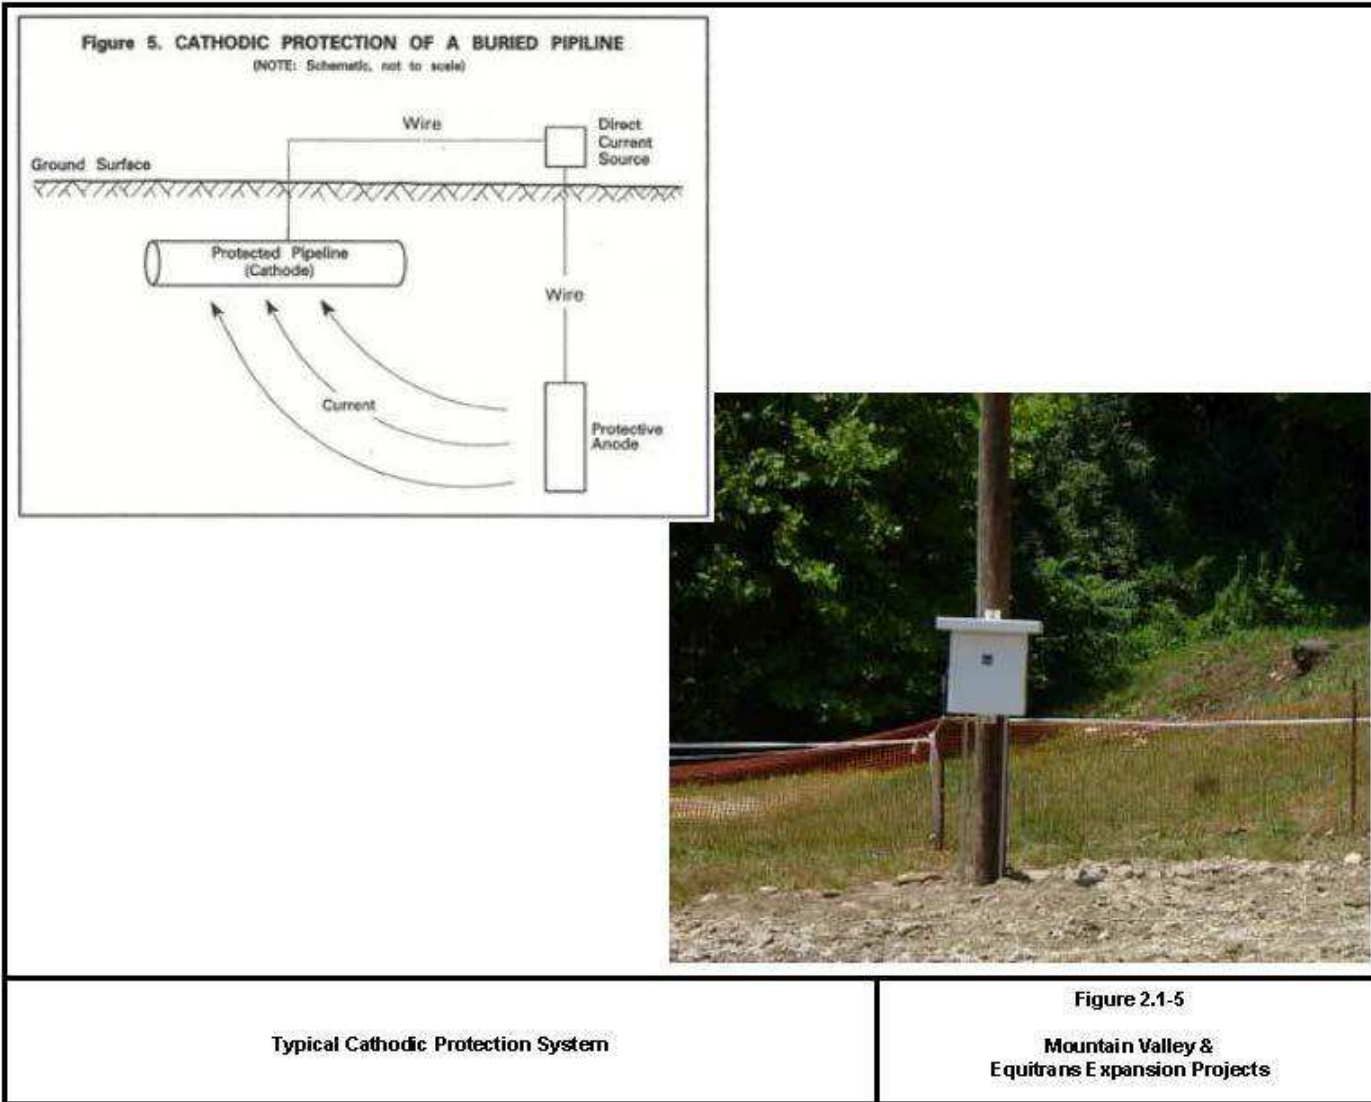 Figure 5. CATHODIC PROTECTION OF A BURIED PIPILINE
(NOTE: Schematic, not to scale)
Wire
Direct
Current
Source
Ground Surface
Protected Pipeline
(Cathode)
Wire
Current
Protective
Anode
Typical Cathodic Protection System
Figure 2.1-5
Mountain Valley &
Equitrans Expansion Projects